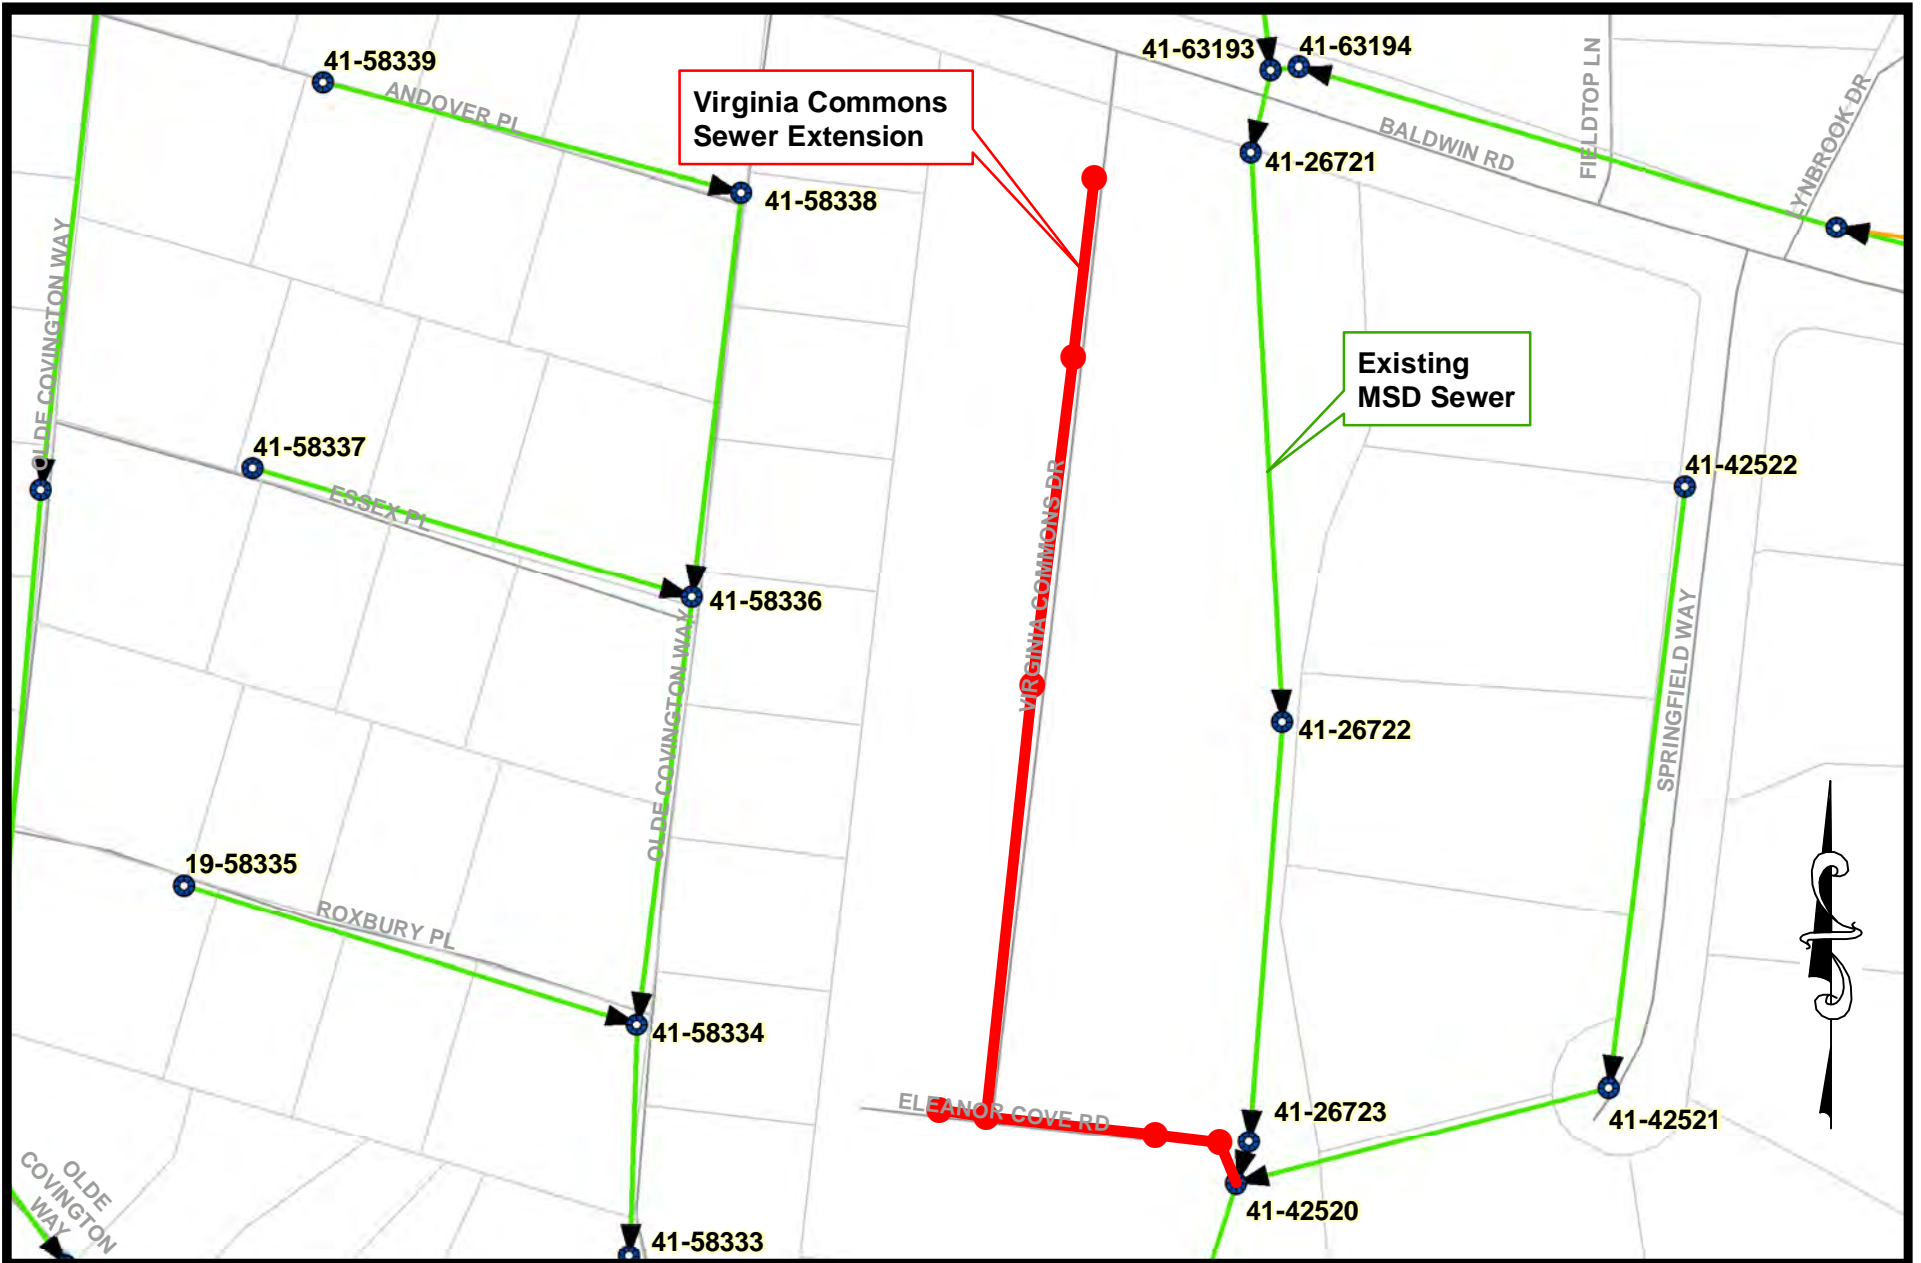 41-58339
ANDOVER PL
Virginia Commons
Sewer Extension
41-63193
41-63194
FIELDTOP LN
LYNBROOK DR
BALDWIN RD
41-26721
41-58338
OLDE COVINGTON WAY
Existing
MSD Sewer
41-58337
ESSEX PL
41-42522
VIRGINIA COMMONS DR
41-58336
OLDE COVINGTON WAY
SPRINGFIELD WAY
41-26722
19-58335
ROXBURY PL
41-58334
ELEANOR COVE RD
41-26723
41-42521
OLDE
COVINGTON
WAY
41-42520
41-58333